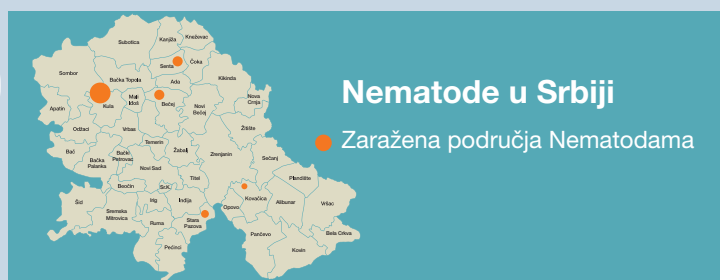 Nematode u Srbiji
Zaražena područja Nematodama
Subotica
Kanjiža
Kneževac
Sombor
Bačka Topola
Senta
Čoka
Ada
Kikinda
Apatin
Kula
Mali
Iđoš
Bečej
Novi
Bečej
Nova
Crnja
Odžaci
Vrbas
Žitište
Bač
Bačka
Palanka
Bački
Petrovac
Temerin
Žabalj
Zrenjanin
Sečanj
Novi Sad
Titel
Plandište
Beočin
Sr.K.
Šid
Sremska
Mitrovica
Irig
Inđija
Kovačica
Opovo
Alibunar
Vršac
Ruma
Stara
Pazova
Pećinci
Pančevo
Bela Crkva
Kovin